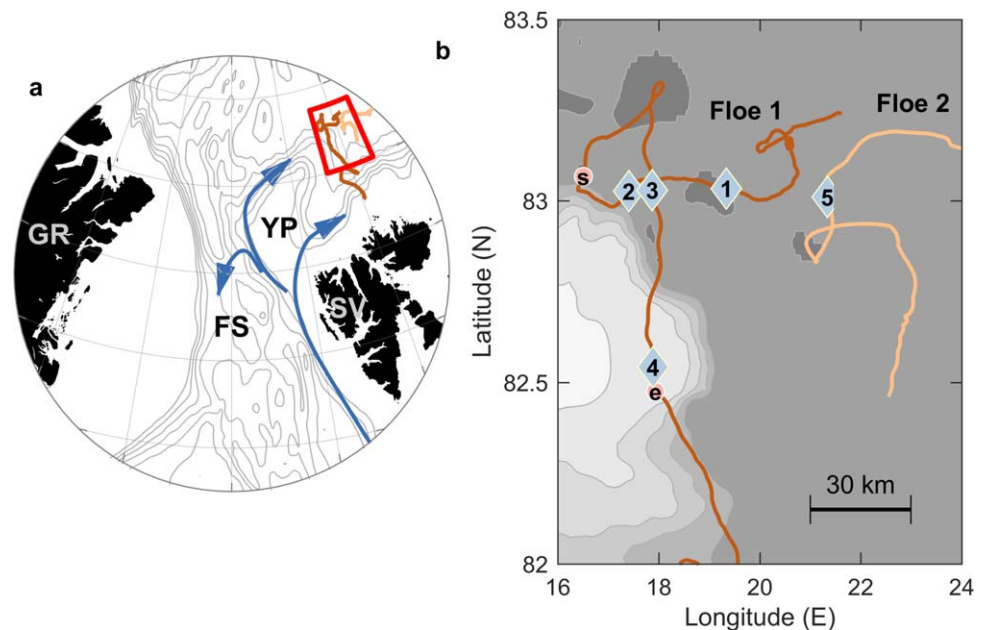 a
GR
YP
FS
SV
b
83.5
83
82.5
82
Latitude (N)
Floe 1
Floe 2
s
2
3
1
5
4
e
30 km
16
18
20
22
24
Longitude (E)